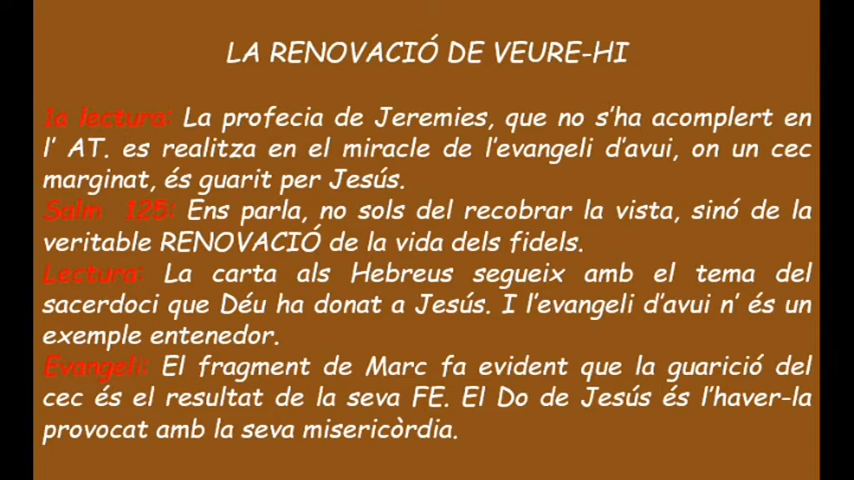 LA RENOVACIÓ DE VEURE-HI
1a lectura: La profecia de Jeremies, que no s'ha acomplert en
l' AT. es realitza en el miracle de l'evangeli d'avui, on un cec
marginat, és guarit per Jesús.
Salm 125: Ens parla, no sols del recobrar la vista, sinó de la
veritable RENOVACIÓ de la vida dels fidels.
Lectura: La carta als Hebreus segueix amb el tema del
sacerdoci que Déu ha donat a Jesús. I l'evangeli d'avui n' és un
exemple entenedor.
Evangeli: El fragment de Marc fa evident que la guarició del
cec és el resultat de la seva FE. El Do de Jesús és l'haver-la
provocat amb la seva misericòrdia.